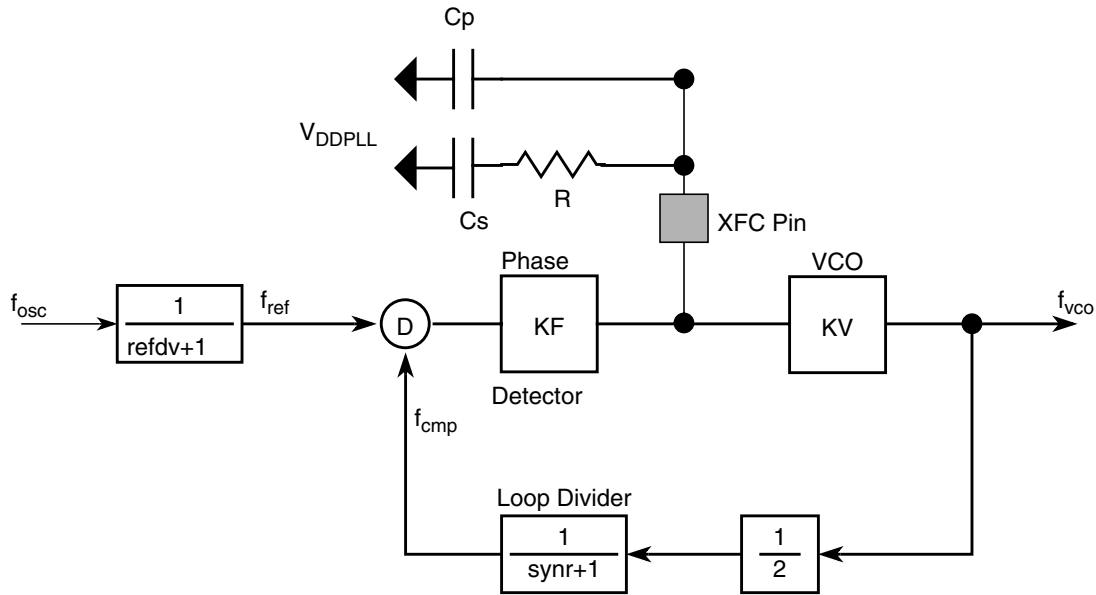 Cp
VDDPLL
R
Cs
XFC Pin
Phase
VCO
fosc
1
refdv+1
fref
D
KF
KV
fvco
Detector
fcmp
Loop Divider
1
synr+1
1
2